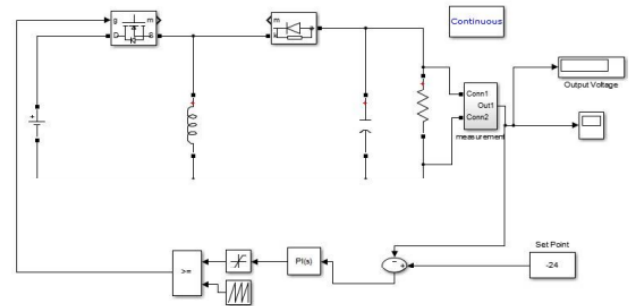 g
m
D
S
m
a
Continuous
Conn1
Out1
Conn2
measurement
Output Voltage
>=
PI(s)
Set Point
-24